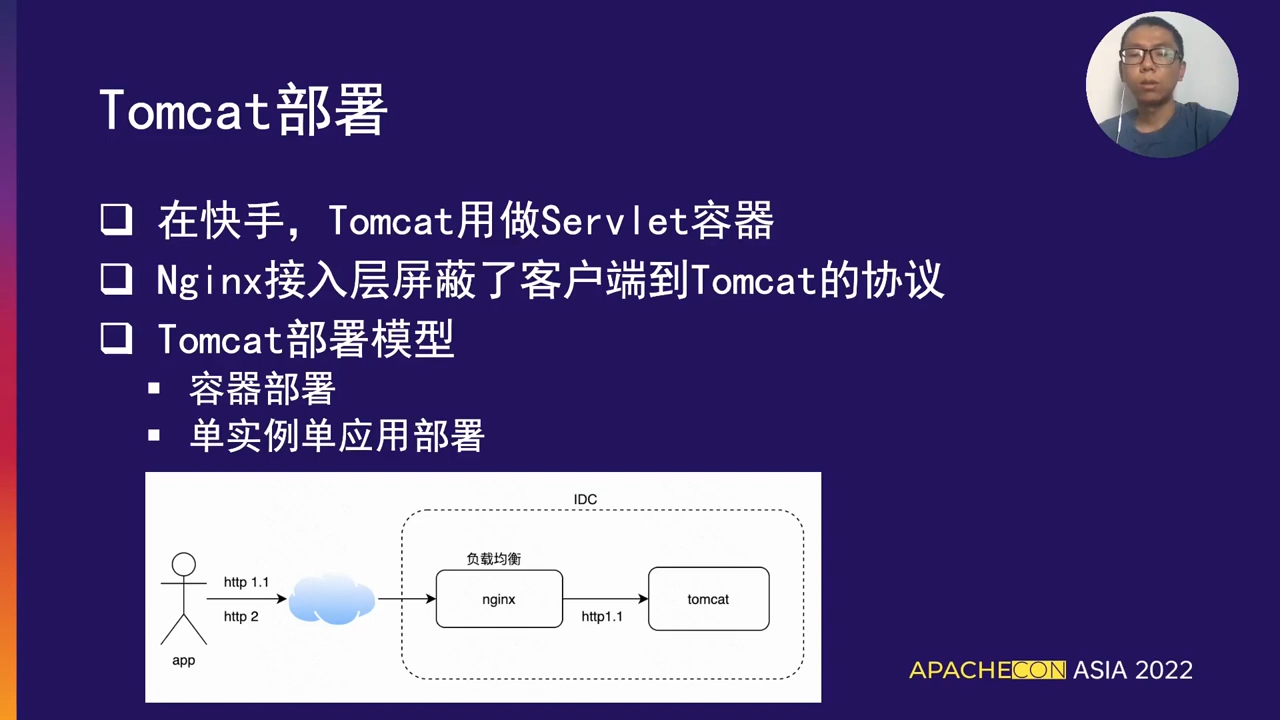 Tomcat部署
在快手，Tomcat用做Servlet容器
Nginx接入层屏蔽了客户端到Tomcat的协议
Tomcat部署模型
容器部署
单实例单应用部署
IDC
负载均衡
http 1.1
nginx
tomcat
http 2
http1.1
app
APACHECON ASIA 2022